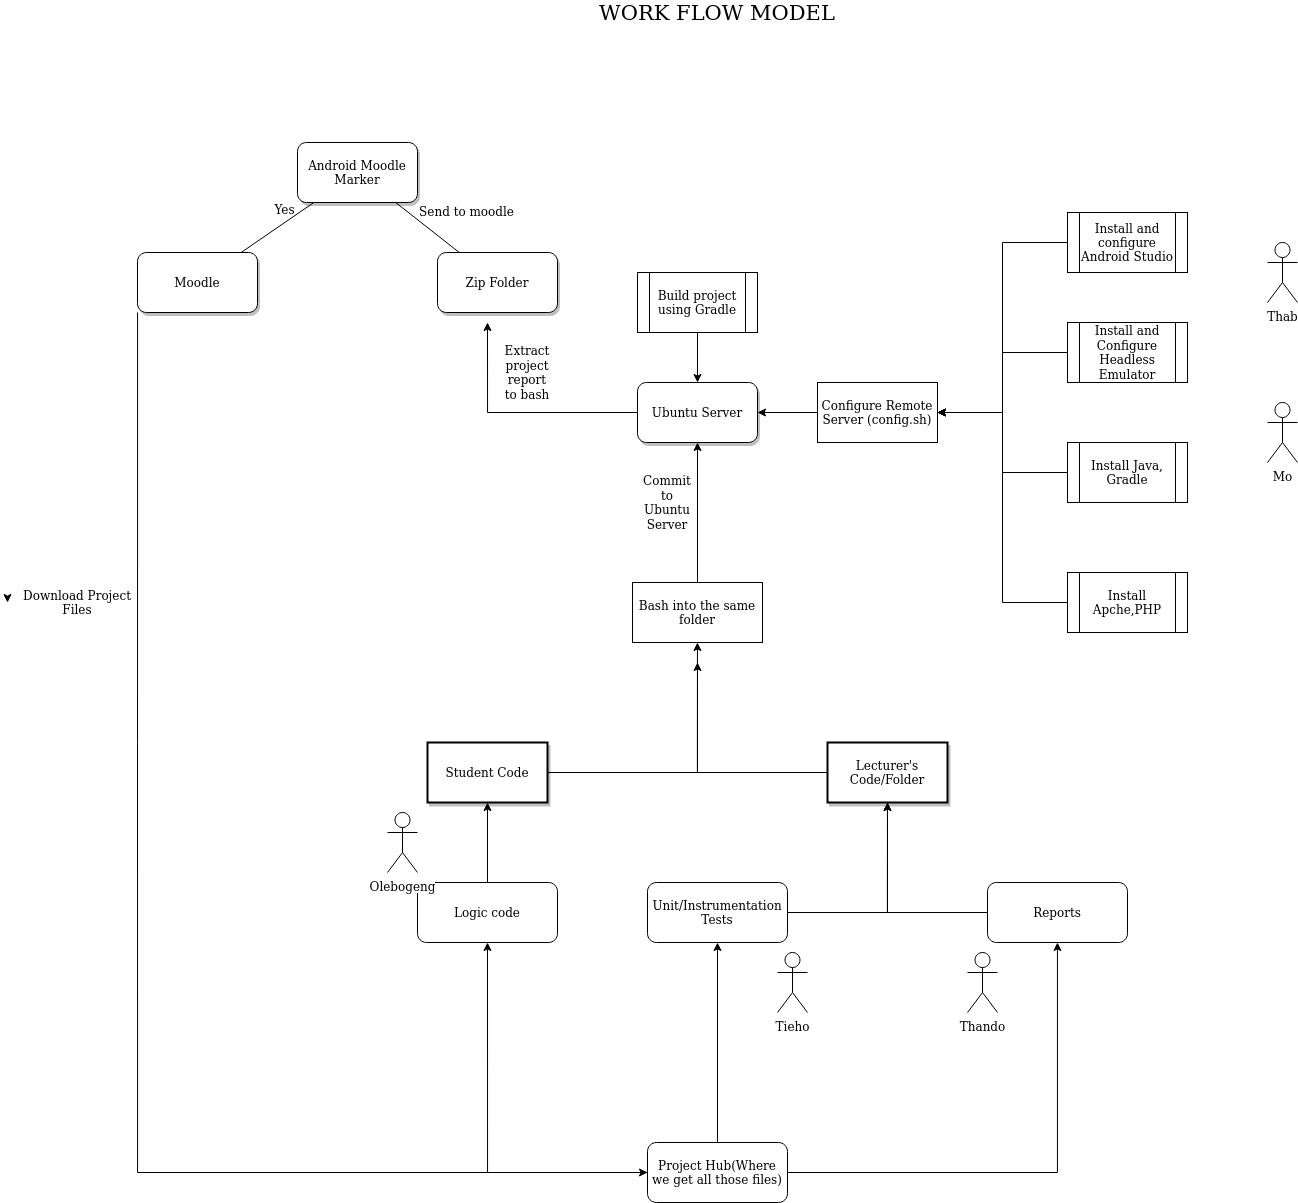 WORK FLOW MODEL
Android Moodle
Marker
Yes
Send to moodle
Moodle
Zip Folder
Install and
configure
Android Studio
Thab
Build project
using Gradle
Install and
Configure
Headless
Emulator
Extract
project
report
to bash
Ubuntu Server
Configure Remote
Server (config.sh)
Mo
Install Java,
Gradle
Commit
to
Ubuntu
Server
Download Project
Files
Bash into the same
folder
Install
Apche,PHP
Student Code
Lecturer's
Code/Folder
Olebogeng
Logic code
Unit/Instrumentation
Tests
Reports
Tieho
Thando
Project Hub(Where
we get all those files)